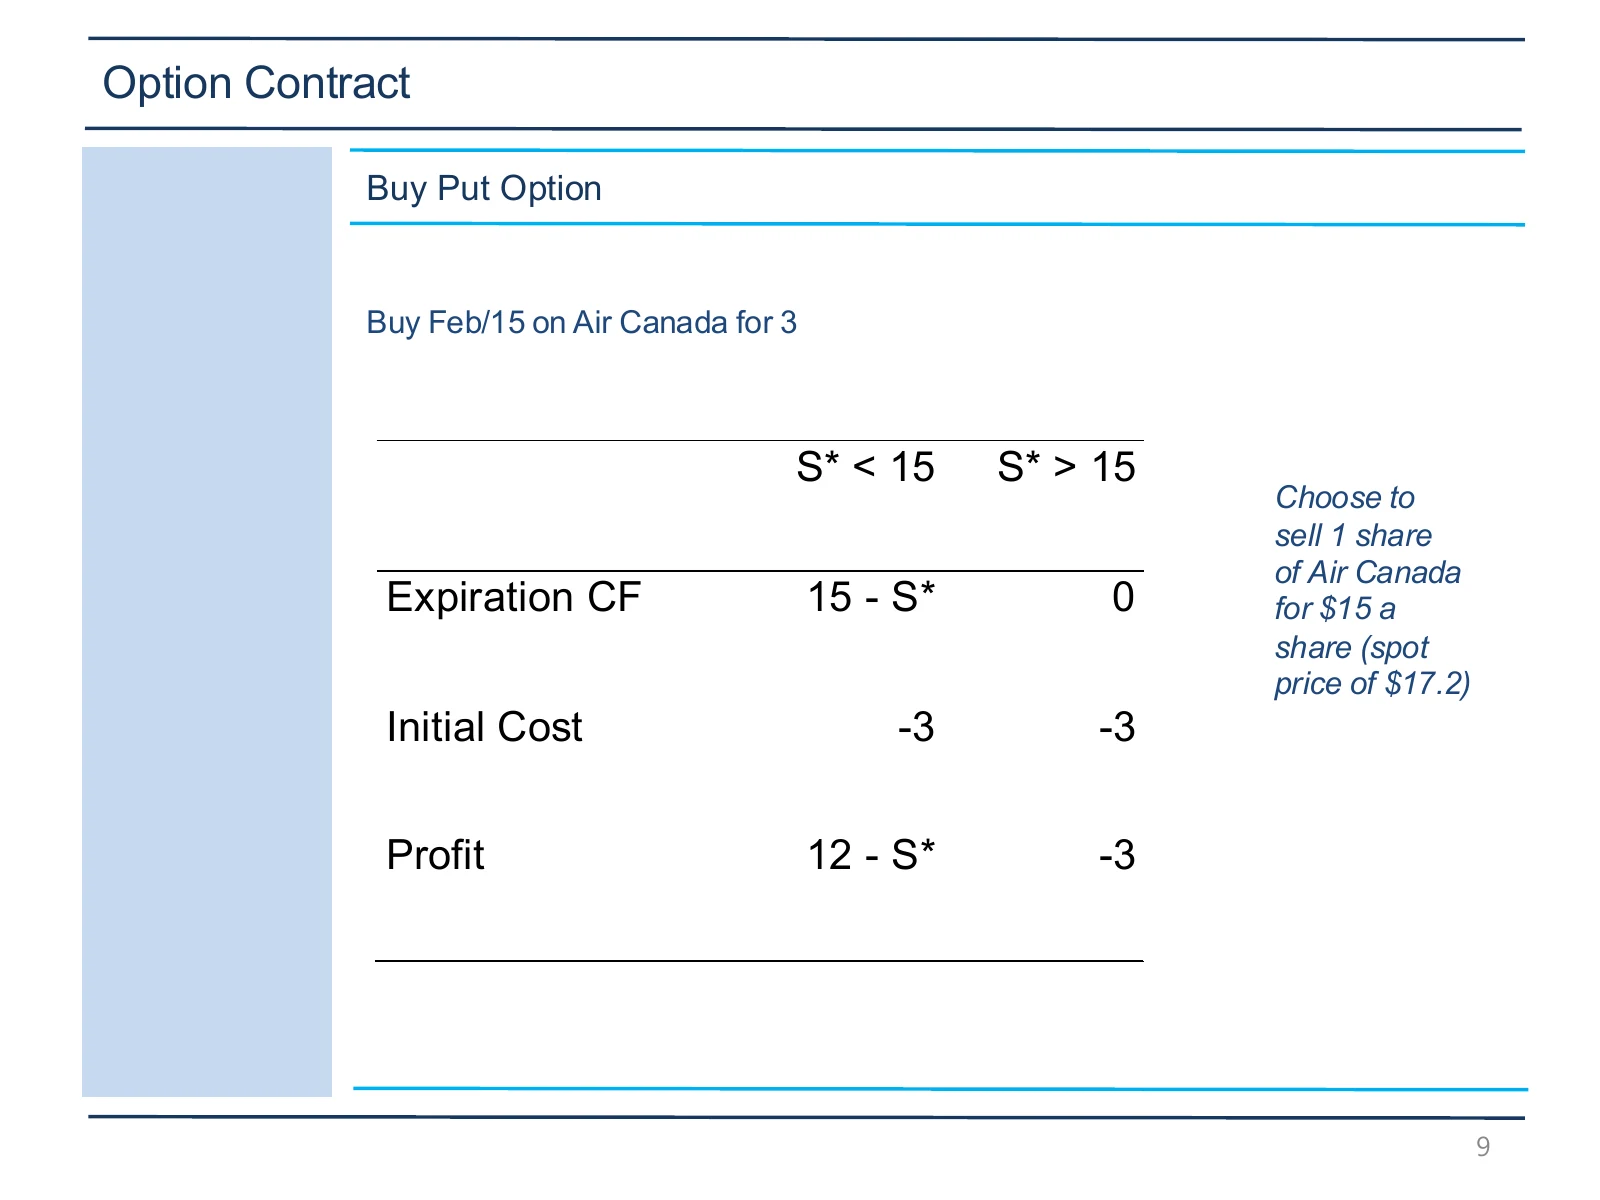 Option Contract
Buy Put Option
Buy Feb/15 on Air Canada for 3
S* < 15 S* > 15
Expiration CF 15 - S* 0
Initial Cost -3 -3
Profit 12 - S* -3
Choose to
sell 1 share
of Air Canada
for $15 a
share (spot
price of $17.2)
9